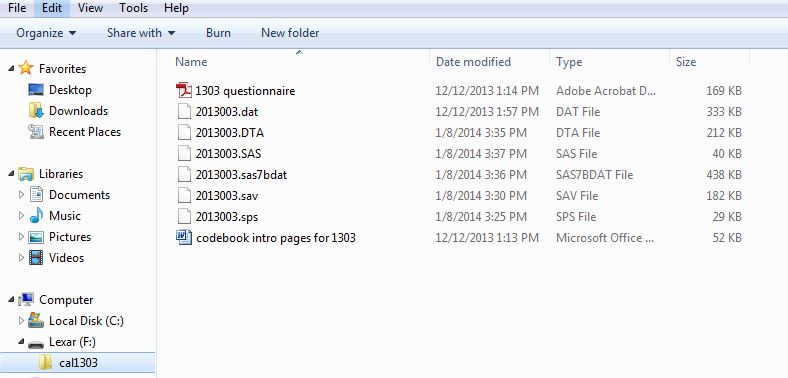 File Edit View Tools Help
Organize Share with Burn New folder
Name Date modified Type Size
Favorites
Desktop
Downloads
Recent Places
Libraries
Documents
Music
Pictures
Videos
Computer
Local Disk (C:)
Lexar (F:)
cal1303
1303 questionnaire 12/12/2013 1:14 PM Adobe Acrobat D... 169 KB
2013003.dat 12/12/2013 1:57 PM DAT File 333 KB
2013003.DTA 1/8/2014 3:35 PM DTA File 212 KB
2013003.SAS 1/8/2014 3:37 PM SAS File 40 KB
2013003.sas7bdat 1/8/2014 3:36 PM SAS7BDAT File 438 KB
2013003.sav 1/8/2014 3:30 PM SAV File 182 KB
2013003.sps 1/8/2014 3:25 PM SPS File 29 KB
codebook intro pages for 1303 12/12/2013 1:13 PM Microsoft Office ... 52 KB